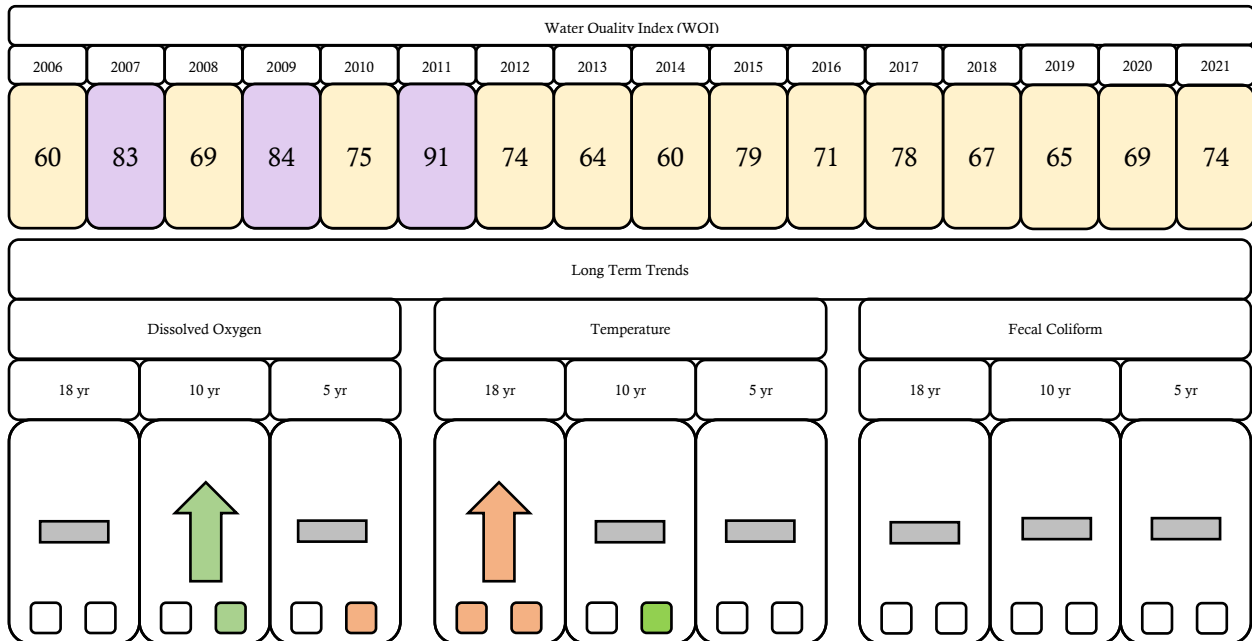 Water Quality Index (WQI)
2006 2007 2008 2009 2010 2011 2012 2013 2014 2015 2016 2017 2018 2019 2020 2021
60 83 69 84 75 91 74 64 60 79 71 78 67 65 69 74
Long Term Trends
Dissolved Oxygen Temperature Fecal Coliform
18 yr 10 yr 5 yr 18 yr 10 yr 5 yr 18 yr 10 yr 5 yr